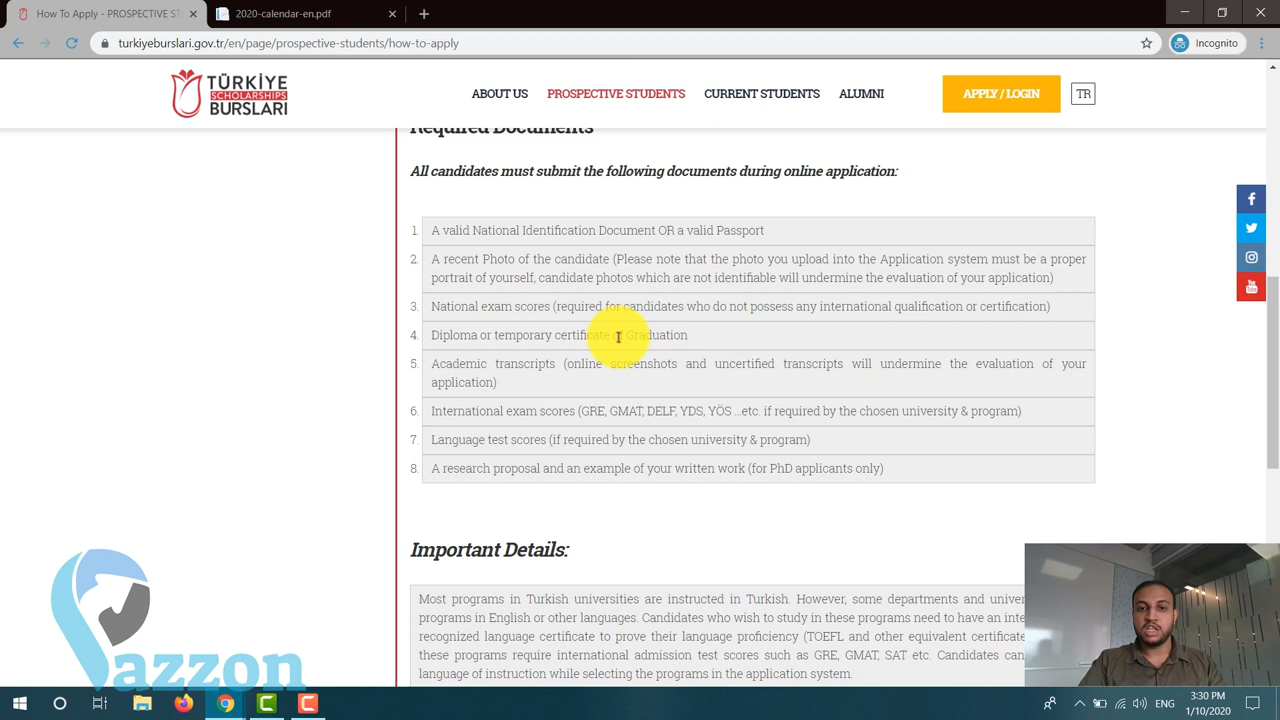 How To Apply - PROSPECTIVE ST
2020-calendar-en.pdf
turkiyeburslari.gov.tr/en/page/prospective-students/how-to-apply
Incognito
TÜRKİYE
SCHOLARSHIPS
BURSLARI
ABOUT US
PROSPECTIVE STUDENTS
CURRENT STUDENTS
ALUMNI
APPLY / LOGIN
TR
Required Documents
All candidates must submit the following documents during online application:
1. A valid National Identification Document OR a valid Passport
2. A recent Photo of the candidate (Please note that the photo you upload into the Application system must be a proper
portrait of yourself, candidate photos which are not identifiable will undermine the evaluation of your application)
3. National exam scores (required for candidates who do not possess any international qualification or certification)
4. Diploma or temporary certificate of Graduation
5. Academic transcripts (online screenshots and uncertified transcripts will undermine the evaluation of your
application)
6. International exam scores (GRE, GMAT, DELF, YDS, YÖS ...etc. if required by the chosen university & program)
7. Language test scores (if required by the chosen university & program)
8. A research proposal and an example of your written work (for PhD applicants only)
Important Details:
Most programs in Turkish universities are instructed in Turkish. However, some departments and univer
programs in English or other languages. Candidates who wish to study in these programs need to have an inte
recognized language certificate to prove their language proficiency (TOEFL and other equivalent certificate
these programs require international admission test scores such as GRE, GMAT, SAT etc. Candidates can
language of instruction while selecting the programs in the application system.
azzon
ENG
3:30 PM
1/10/2020